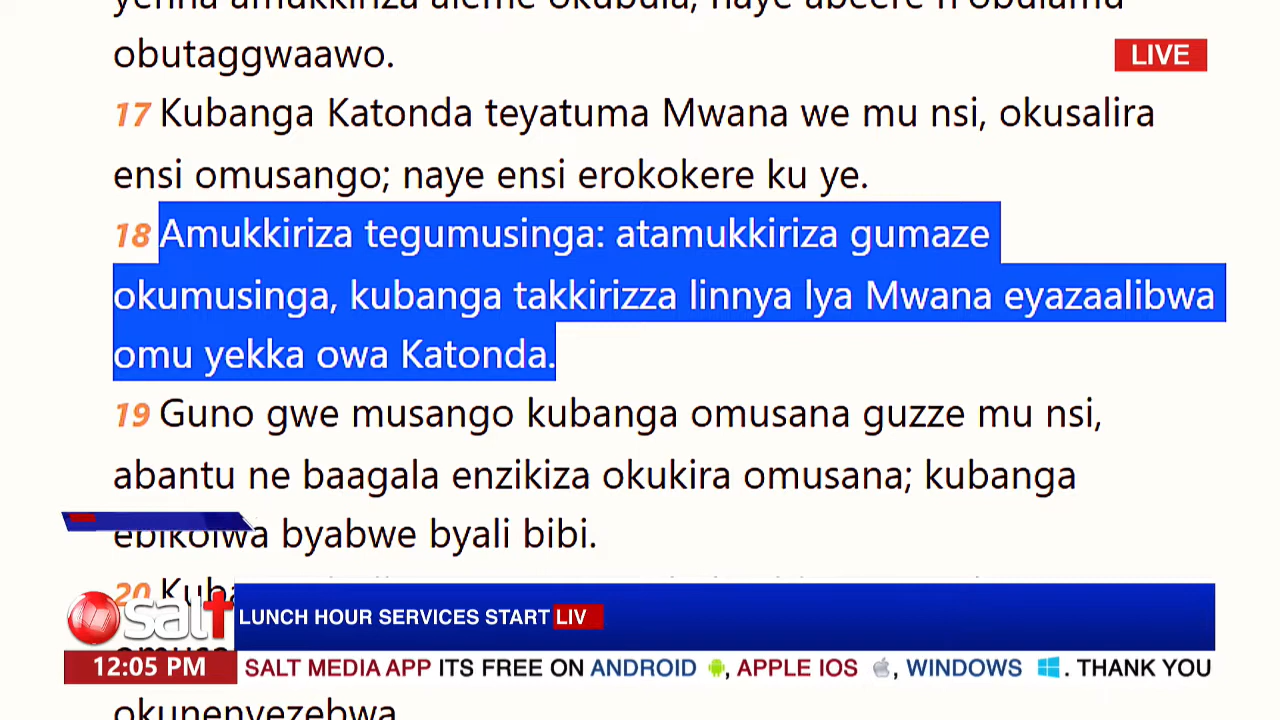 obutaggwaawo.
LIVE
17 Kubanga Katonda teyatuma Mwana we mu nsi, okusalira
ensi omusango; naye ensi erokokere ku ye.
18 Amukkiriza tegumusinga: atamukkiriza gumaze
okumusinga, kubanga takkirizza linnya lya Mwana eyazaalibwa
omu yekka owa Katonda.
19 Guno gwe musango kubanga omusana guzze mu nsi,
abantu ne baagala enzikiza okukira omusana; kubanga
ebikolwa byabwe byali bibi.
20
salt
LUNCH HOUR SERVICES START LIV
12:05 PM
SALT MEDIA APP ITS FREE ON ANDROID, APPLE IOS, WINDOWS. THANK YOU